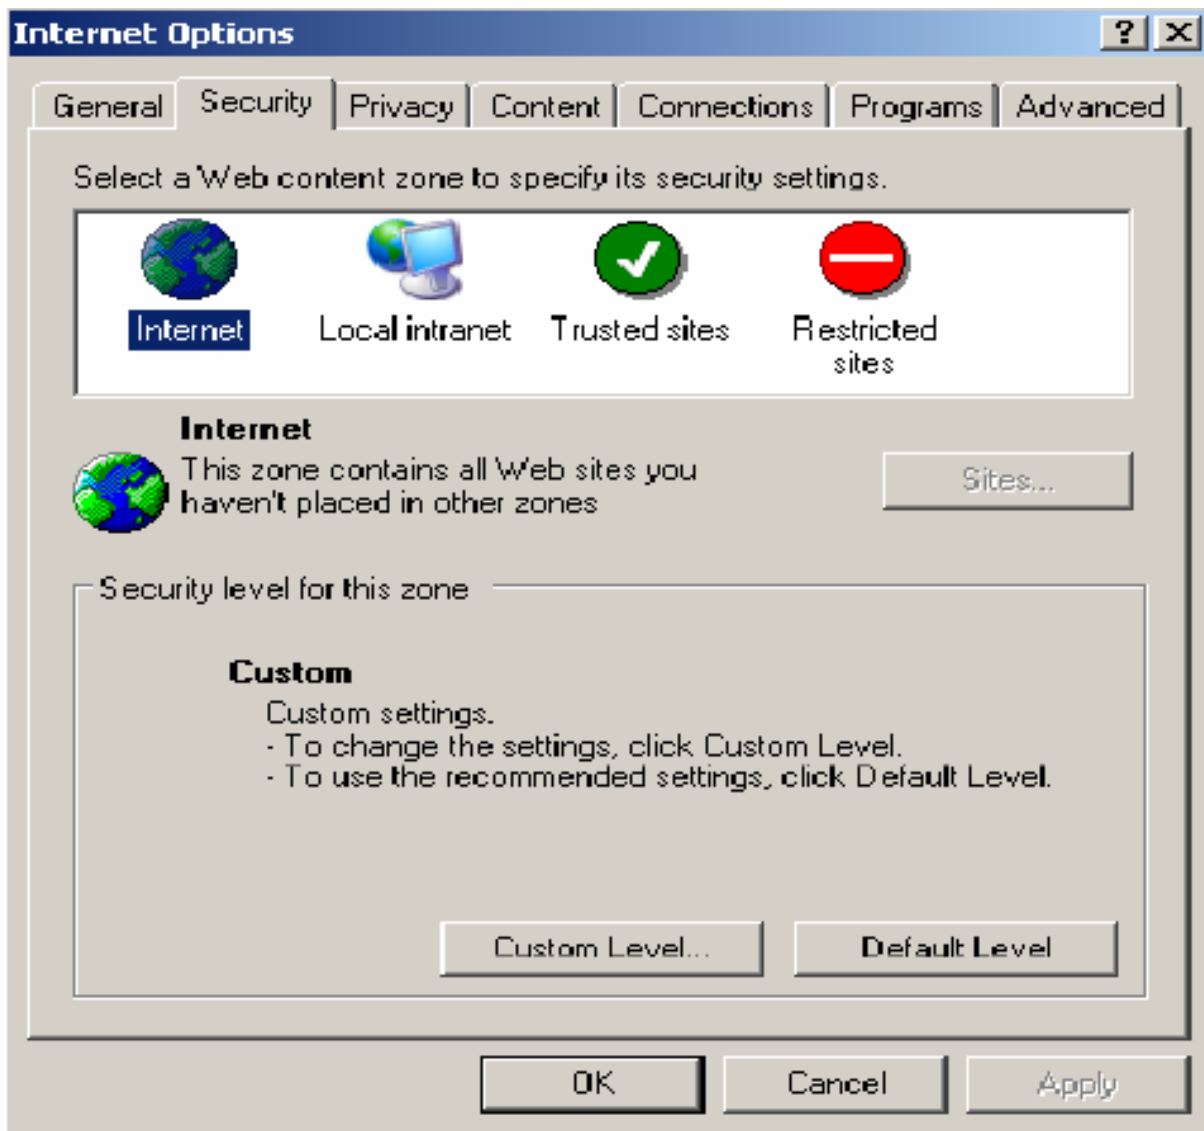 Internet Options
General Security Privacy Content Connections Programs Advanced
Select a Web content zone to specify its security settings.
Internet Local intranet Trusted sites Restricted
sites
Internet
This zone contains all Web sites you
haven't placed in other zones
Sites...
Security level for this zone
Custom
Custom settings.
- To change the settings, click Custom Level.
- To use the recommended settings, click Default Level.
Custom Level... Default Level
OK Cancel Apply